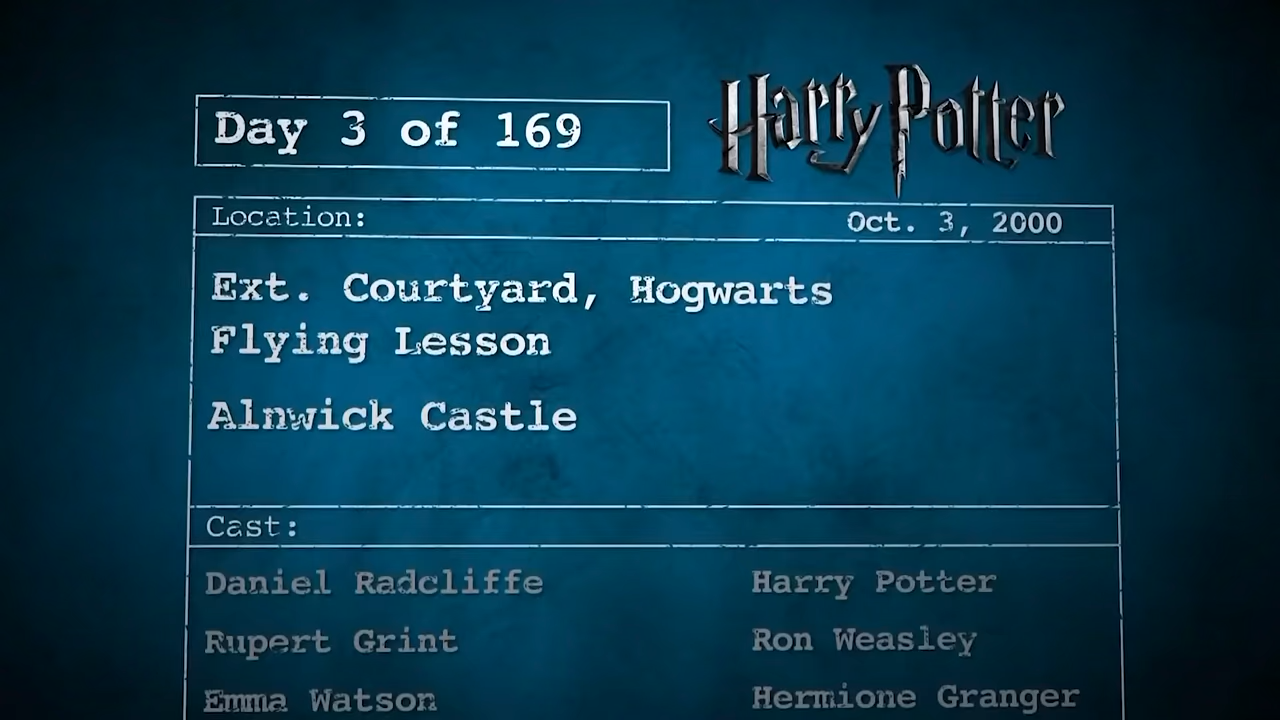 Day 3 of 169
Harry Potter
Location: Oct. 3, 2000
Ext. Courtyard, Hogwarts
Flying Lesson
Alnwick Castle
Cast:
Daniel Radcliffe Harry Potter
Rupert Grint Ron Weasley
Emma Watson Hermione Granger